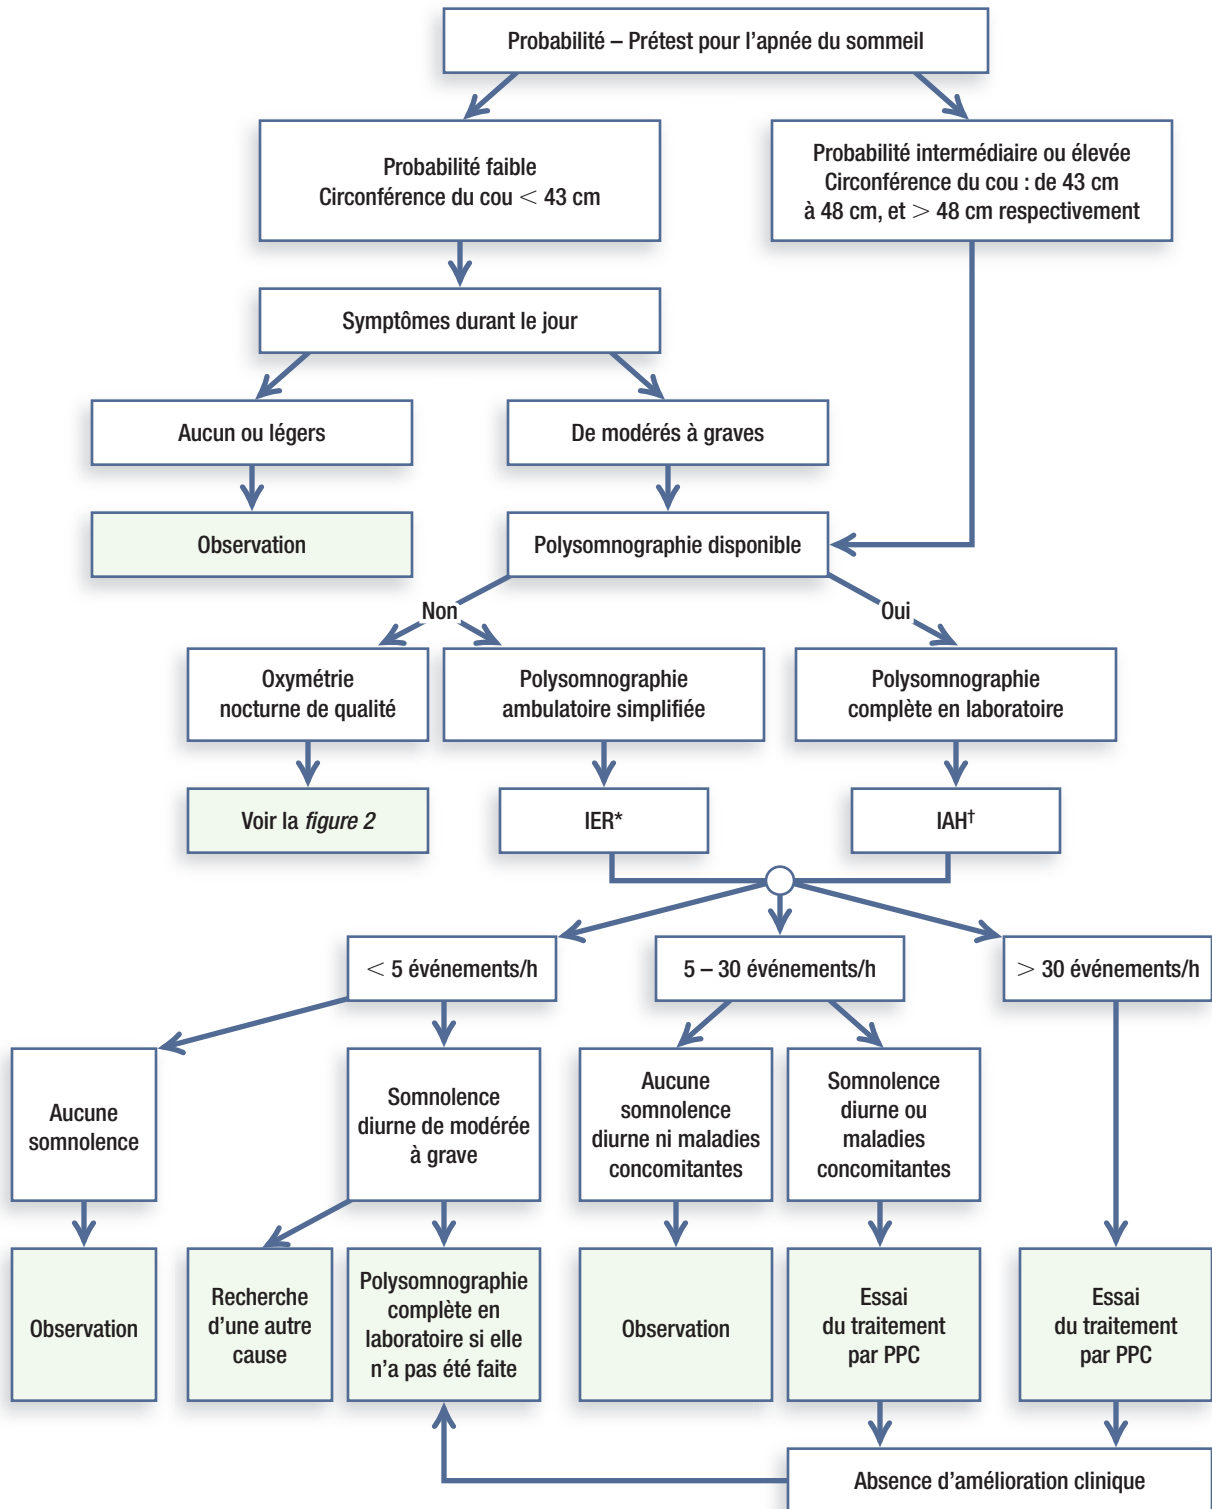 Probabilité – Prétest pour l'apnée du sommeil
Probabilité faible
Circonférence du cou < 43 cm
Probabilité intermédiaire ou élevée
Circonférence du cou : de 43 cm
à 48 cm, et > 48 cm respectivement
Symptômes durant le jour
Aucun ou légers
De modérés à graves
Observation
Polysomnographie disponible
Non
Oui
Oxymétrie
nocturne de qualité
Polysomnographie
ambulatoire simplifiée
Polysomnographie
complète en laboratoire
Voir la figure 2
IER*
IAH†
< 5 événements/h
5 – 30 événements/h
> 30 événements/h
Aucune
somnolence
Somnolence
diurne de modérée
à grave
Aucune
somnolence
diurne ni maladies
concomitantes
Somnolence
diurne ou
maladies
concomitantes
Observation
Recherche
d'une autre
cause
Polysomnographie
complète en
laboratoire si elle
n'a pas été faite
Observation
Essai
du traitement
par PPC
Essai
du traitement
par PPC
Absence d'amélioration clinique